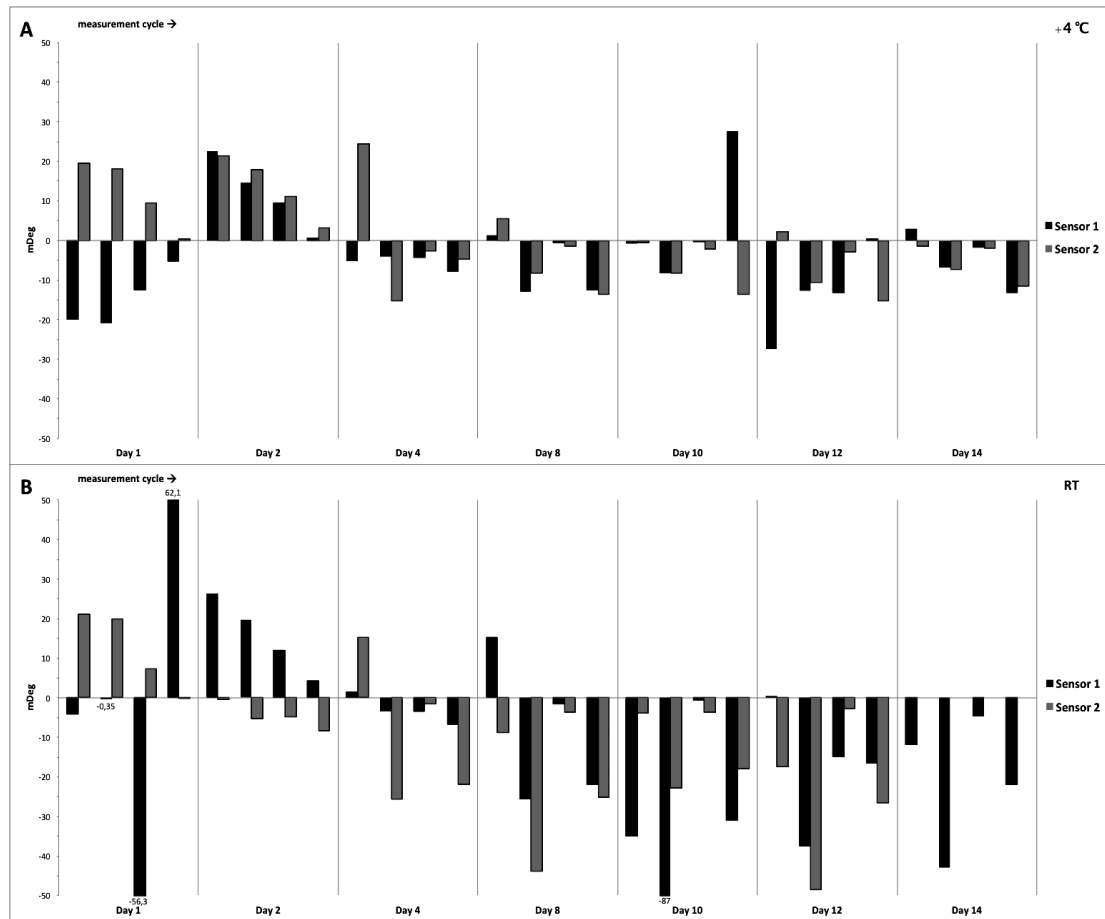 A
measurement cycle →
+4 °C
50
40
30
20
10
0
-10
-20
-30
-40
-50
mDeg
Sensor 1
Sensor 2
Day 1
Day 2
Day 4
Day 8
Day 10
Day 12
Day 14
B
measurement cycle →
RT
62,1
50
40
30
20
10
0
-10
-20
-30
-40
-50
mDeg
-0,35
Sensor 1
Sensor 2
-56,3
-87
Day 1
Day 2
Day 4
Day 8
Day 10
Day 12
Day 14